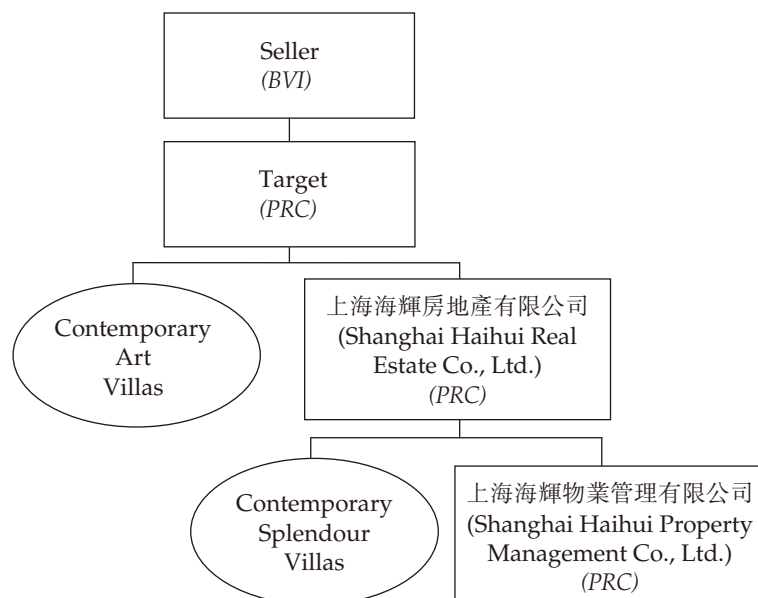 Seller
(BVI)
Target
(PRC)
Contemporary
Art
Villas
上海海輝房地產有限公司
(Shanghai Haihui Real
Estate Co., Ltd.)
(PRC)
Contemporary
Splendour
Villas
上海海輝物業管理有限公司
(Shanghai Haihui Property
Management Co., Ltd.)
(PRC)